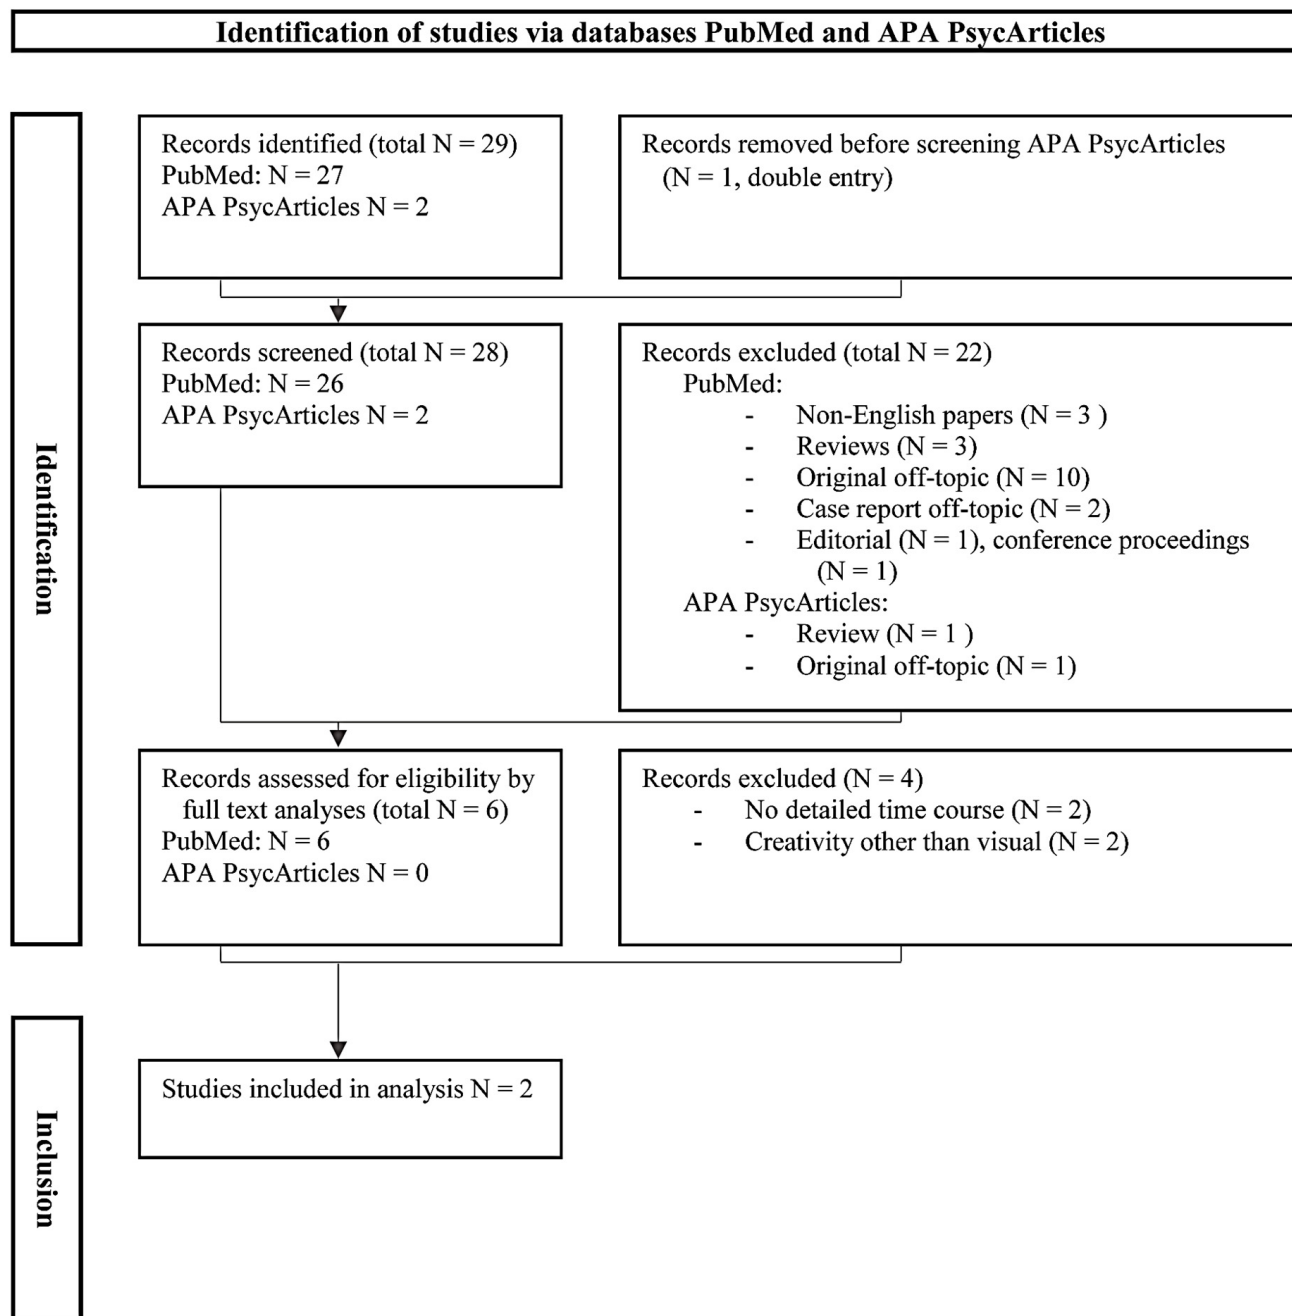 Identification of studies via databases PubMed and APA PsycArticles
Identification
Records identified (total N = 29)
PubMed: N = 27
APA PsycArticles N = 2
Records removed before screening APA PsycArticles
(N = 1, double entry)
Records screened (total N = 28)
PubMed: N = 26
APA PsycArticles N = 2
Records excluded (total N = 22)
PubMed:
- Non-English papers (N = 3 )
- Reviews (N = 3)
- Original off-topic (N = 10)
- Case report off-topic (N = 2)
- Editorial (N = 1), conference proceedings
(N = 1)
APA PsycArticles:
- Review (N = 1 )
- Original off-topic (N = 1)
Records assessed for eligibility by
full text analyses (total N = 6)
PubMed: N = 6
APA PsycArticles N = 0
Records excluded (N = 4)
- No detailed time course (N = 2)
- Creativity other than visual (N = 2)
Inclusion
Studies included in analysis N = 2